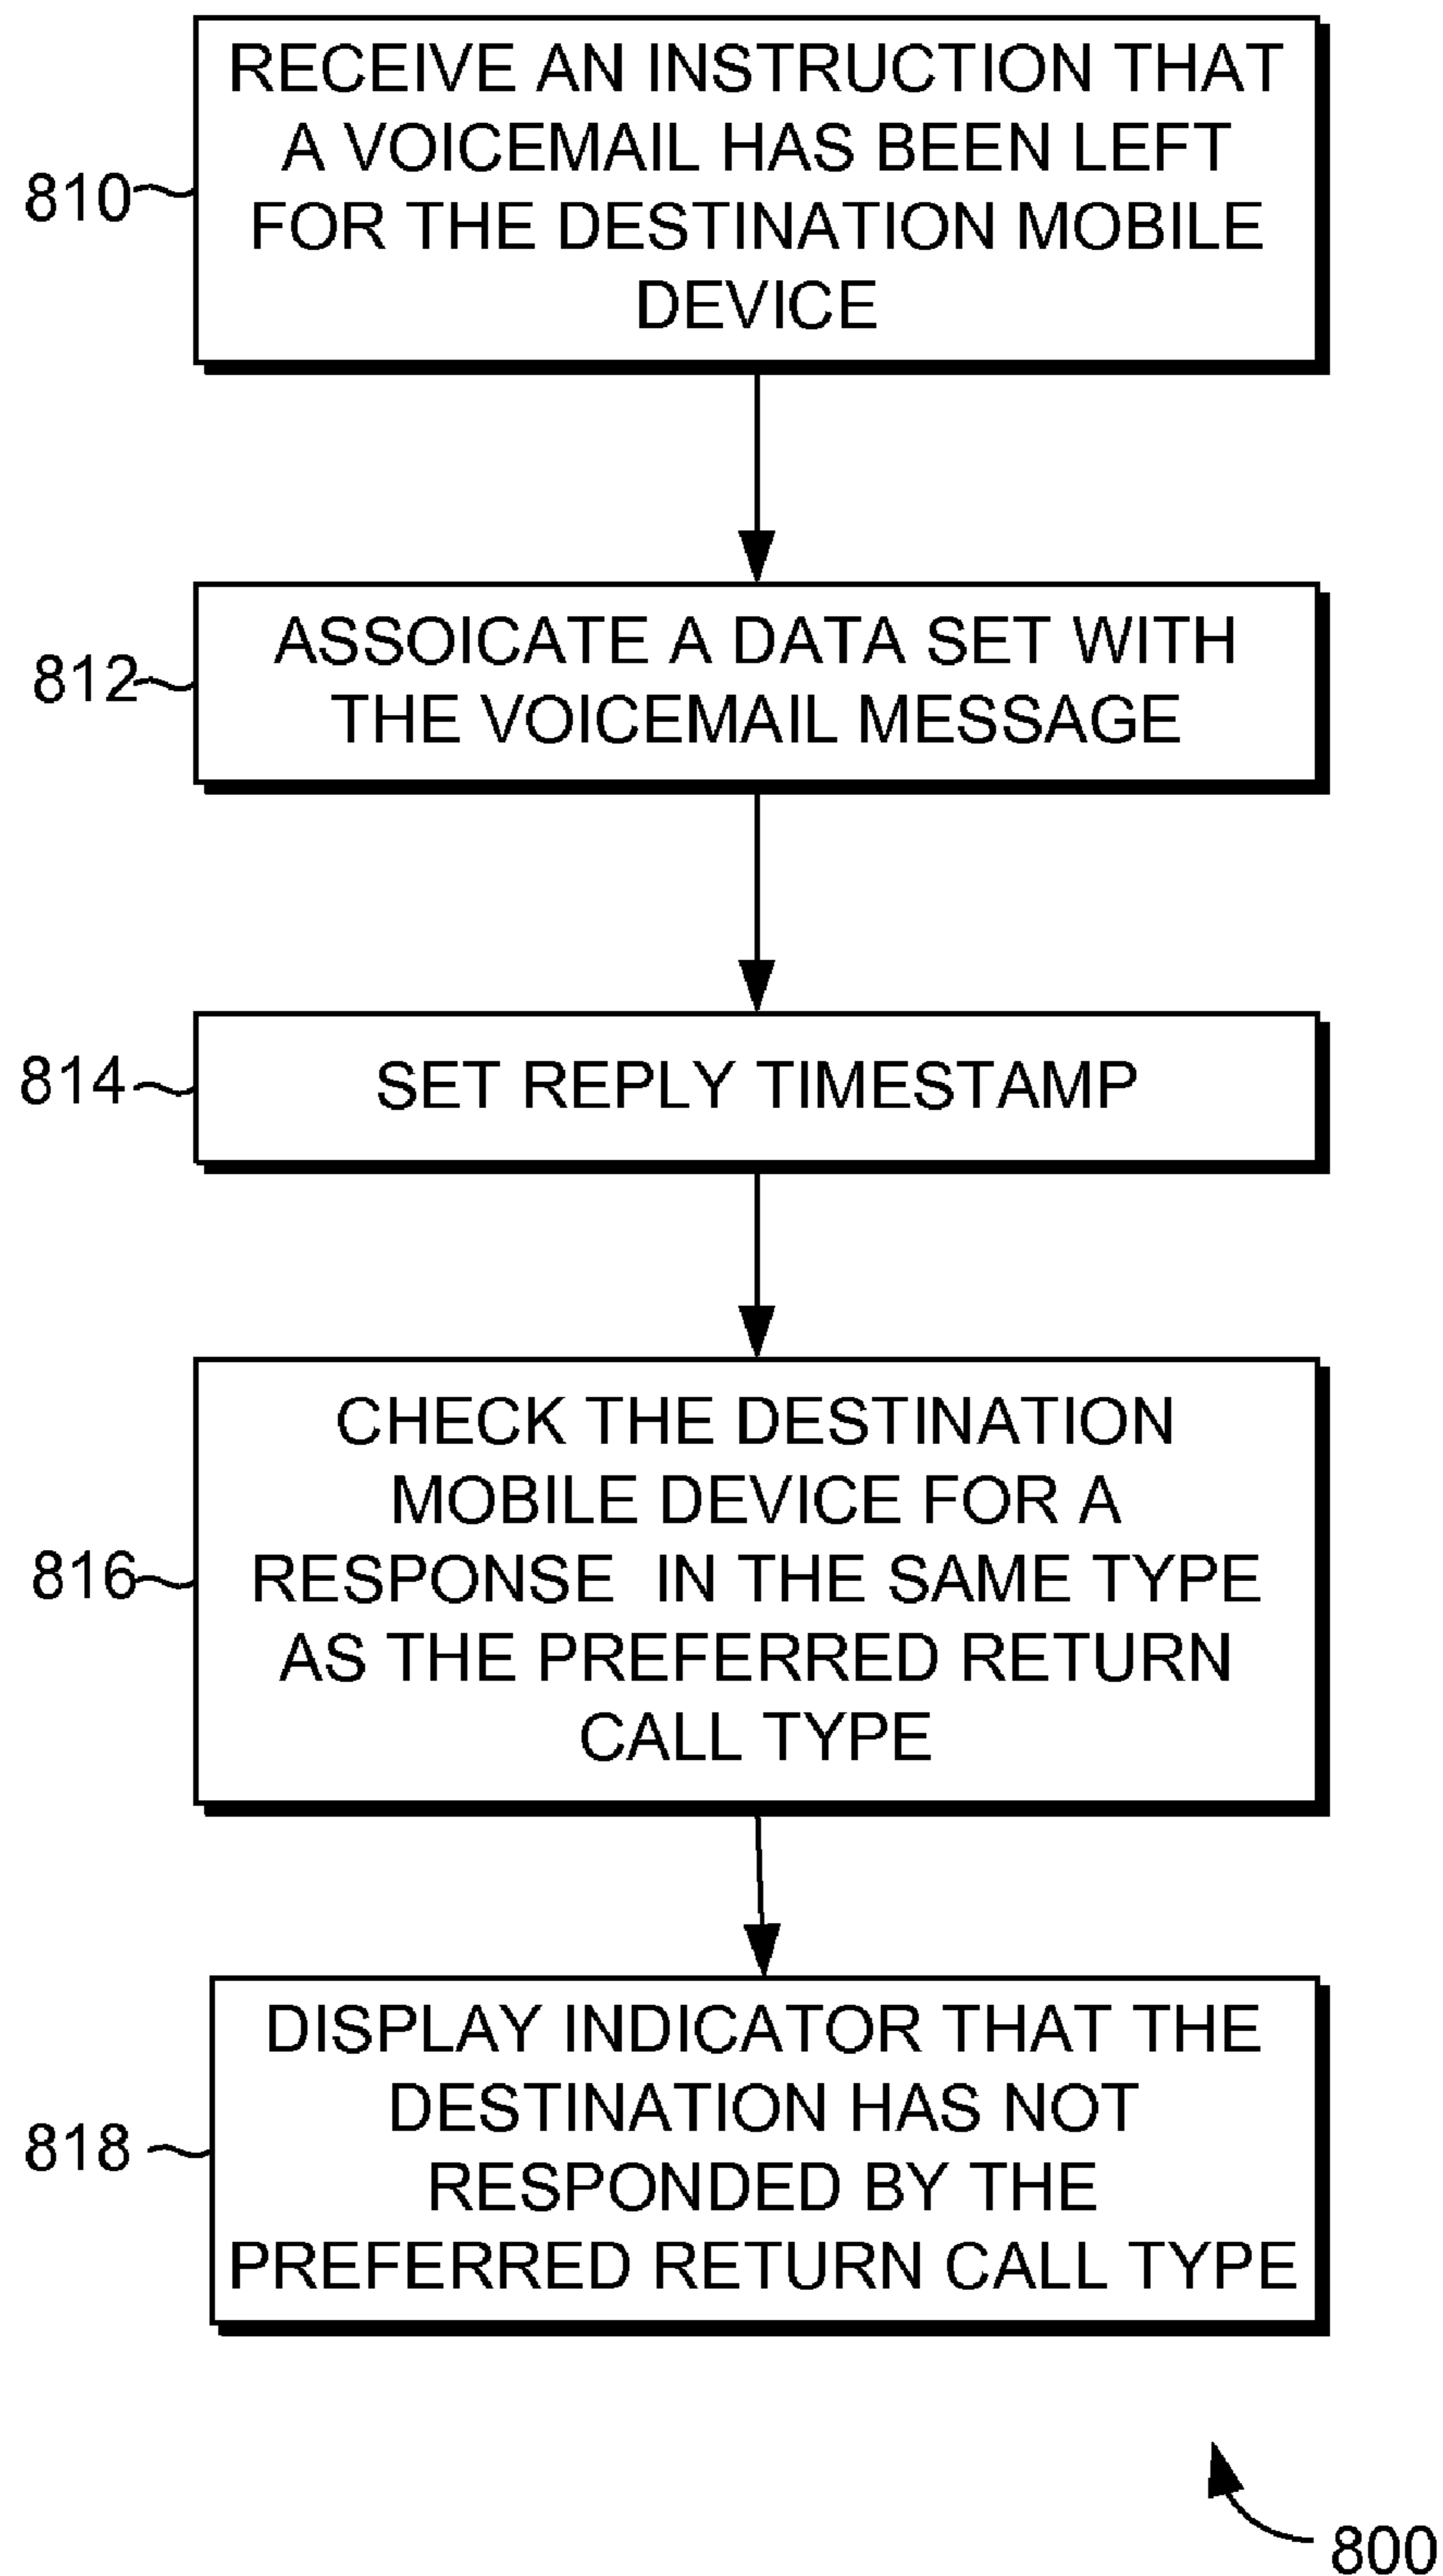 RECEIVE AN INSTRUCTION THAT
A VOICEMAIL HAS BEEN LEFT
FOR THE DESTINATION MOBILE
DEVICE
810
ASSOICATE A DATA SET WITH
THE VOICEMAIL MESSAGE
812
SET REPLY TIMESTAMP
814
CHECK THE DESTINATION
MOBILE DEVICE FOR A
RESPONSE IN THE SAME TYPE
AS THE PREFERRED RETURN
CALL TYPE
816
DISPLAY INDICATOR THAT THE
DESTINATION HAS NOT
RESPONDED BY THE
PREFERRED RETURN CALL TYPE
818
800